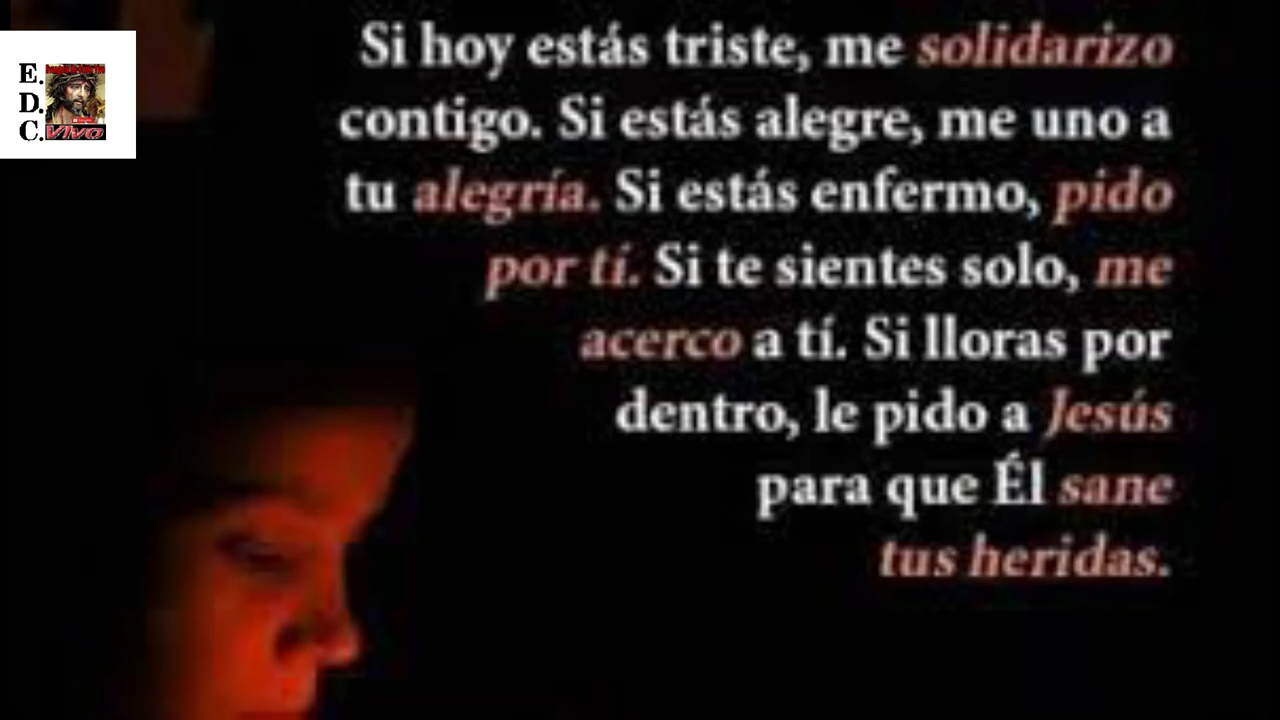 E.
D.
C. Vivo
Si hoy estás triste, me solidarizo
contigo. Si estás alegre, me uno a
tu alegría. Si estás enfermo, pido
por tí. Si te sientes solo, me
acerco a tí. Si lloras por
dentro, le pido a Jesús
para que Él sane
tus heridas.